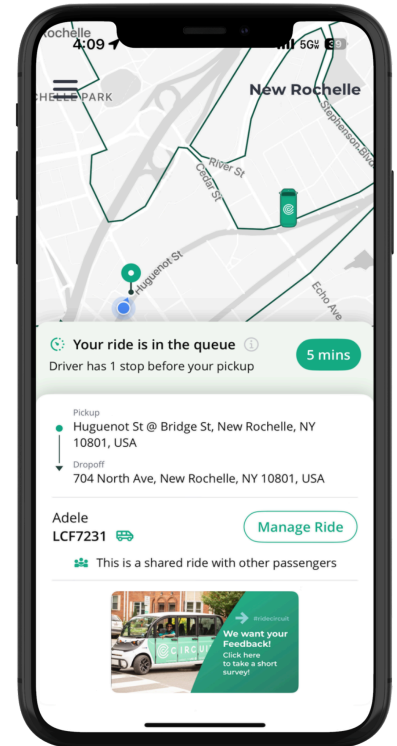 ochelle
4:09
5G
39
CHELLE PARK
New Rochelle
Stephenson Blvd
River St
Cedar St
Huguenot St
Echo Ave
Your ride is in the queue
5 mins
Driver has 1 stop before your pickup
Pickup
Huguenot St @ Bridge St, New Rochelle, NY
10801, USA
Dropoff
704 North Ave, New Rochelle, NY 10801, USA
Adele
LCF7231
Manage Ride
This is a shared ride with other passengers
CIRCUIT
#ridecircuit
We want your
Feedback!
Click here
to take a short
survey!